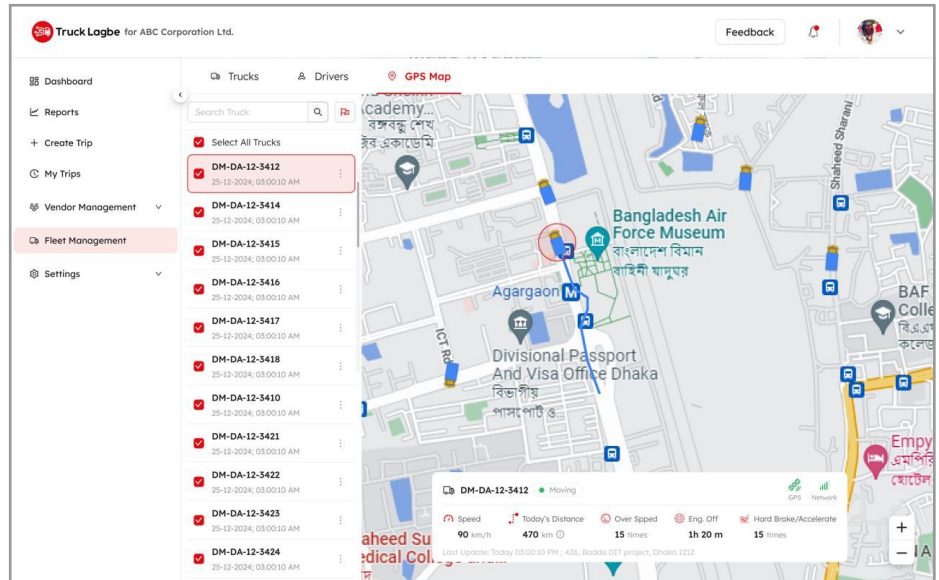 Truck Lagbe for ABC Corporation Ltd.
Feedback
Dashboard
Reports
Create Trip
My Trips
Vendor Management
Fleet Management
Settings
Trucks
Drivers
GPS Map
Search Truck
Select All Trucks
DM-DA-12-3412
25-12-2024; 03:00:10 AM
DM-DA-12-3414
25-12-2024; 03:00:10 AM
DM-DA-12-3415
25-12-2024; 03:00:10 AM
DM-DA-12-3416
25-12-2024; 03:00:10 AM
DM-DA-12-3417
25-12-2024; 03:00:10 AM
DM-DA-12-3418
25-12-2024; 03:00:10 AM
DM-DA-12-3410
25-12-2024; 03:00:10 AM
DM-DA-12-3421
25-12-2024; 03:00:10 AM
DM-DA-12-3422
25-12-2024; 03:00:10 AM
DM-DA-12-3423
25-12-2024; 03:00:10 AM
DM-DA-12-3424
25-12-2024; 03:00:10 AM
cademy...
বঙ্গবন্ধু শেখ
জিব একাডেমি
Shaheed Sharani
Bangladesh Air
Force Museum
বাংলাদেশ বিমান
বাহিনী যাদুঘর
Agargaon M
ICT Rd
Divisional Passport
And Visa Office Dhaka
বিভাগীয়
পাসপোর্ট ও...
BAF
Colle
বিএএ
কলেজ
Empy
এমপিরি
হোটেল
aheed Su
edical Col
DM-DA-12-3412 Moving
GPS Network
Speed
90 km/h
Today's Distance
470 km
Over Spped
15 times
Eng. Off
1h 20 m
Hard Brake/Accelerate
15 times
Last Update: Today 03:00:10 PM ; 426, Badda DIT project, Dhaka 1212